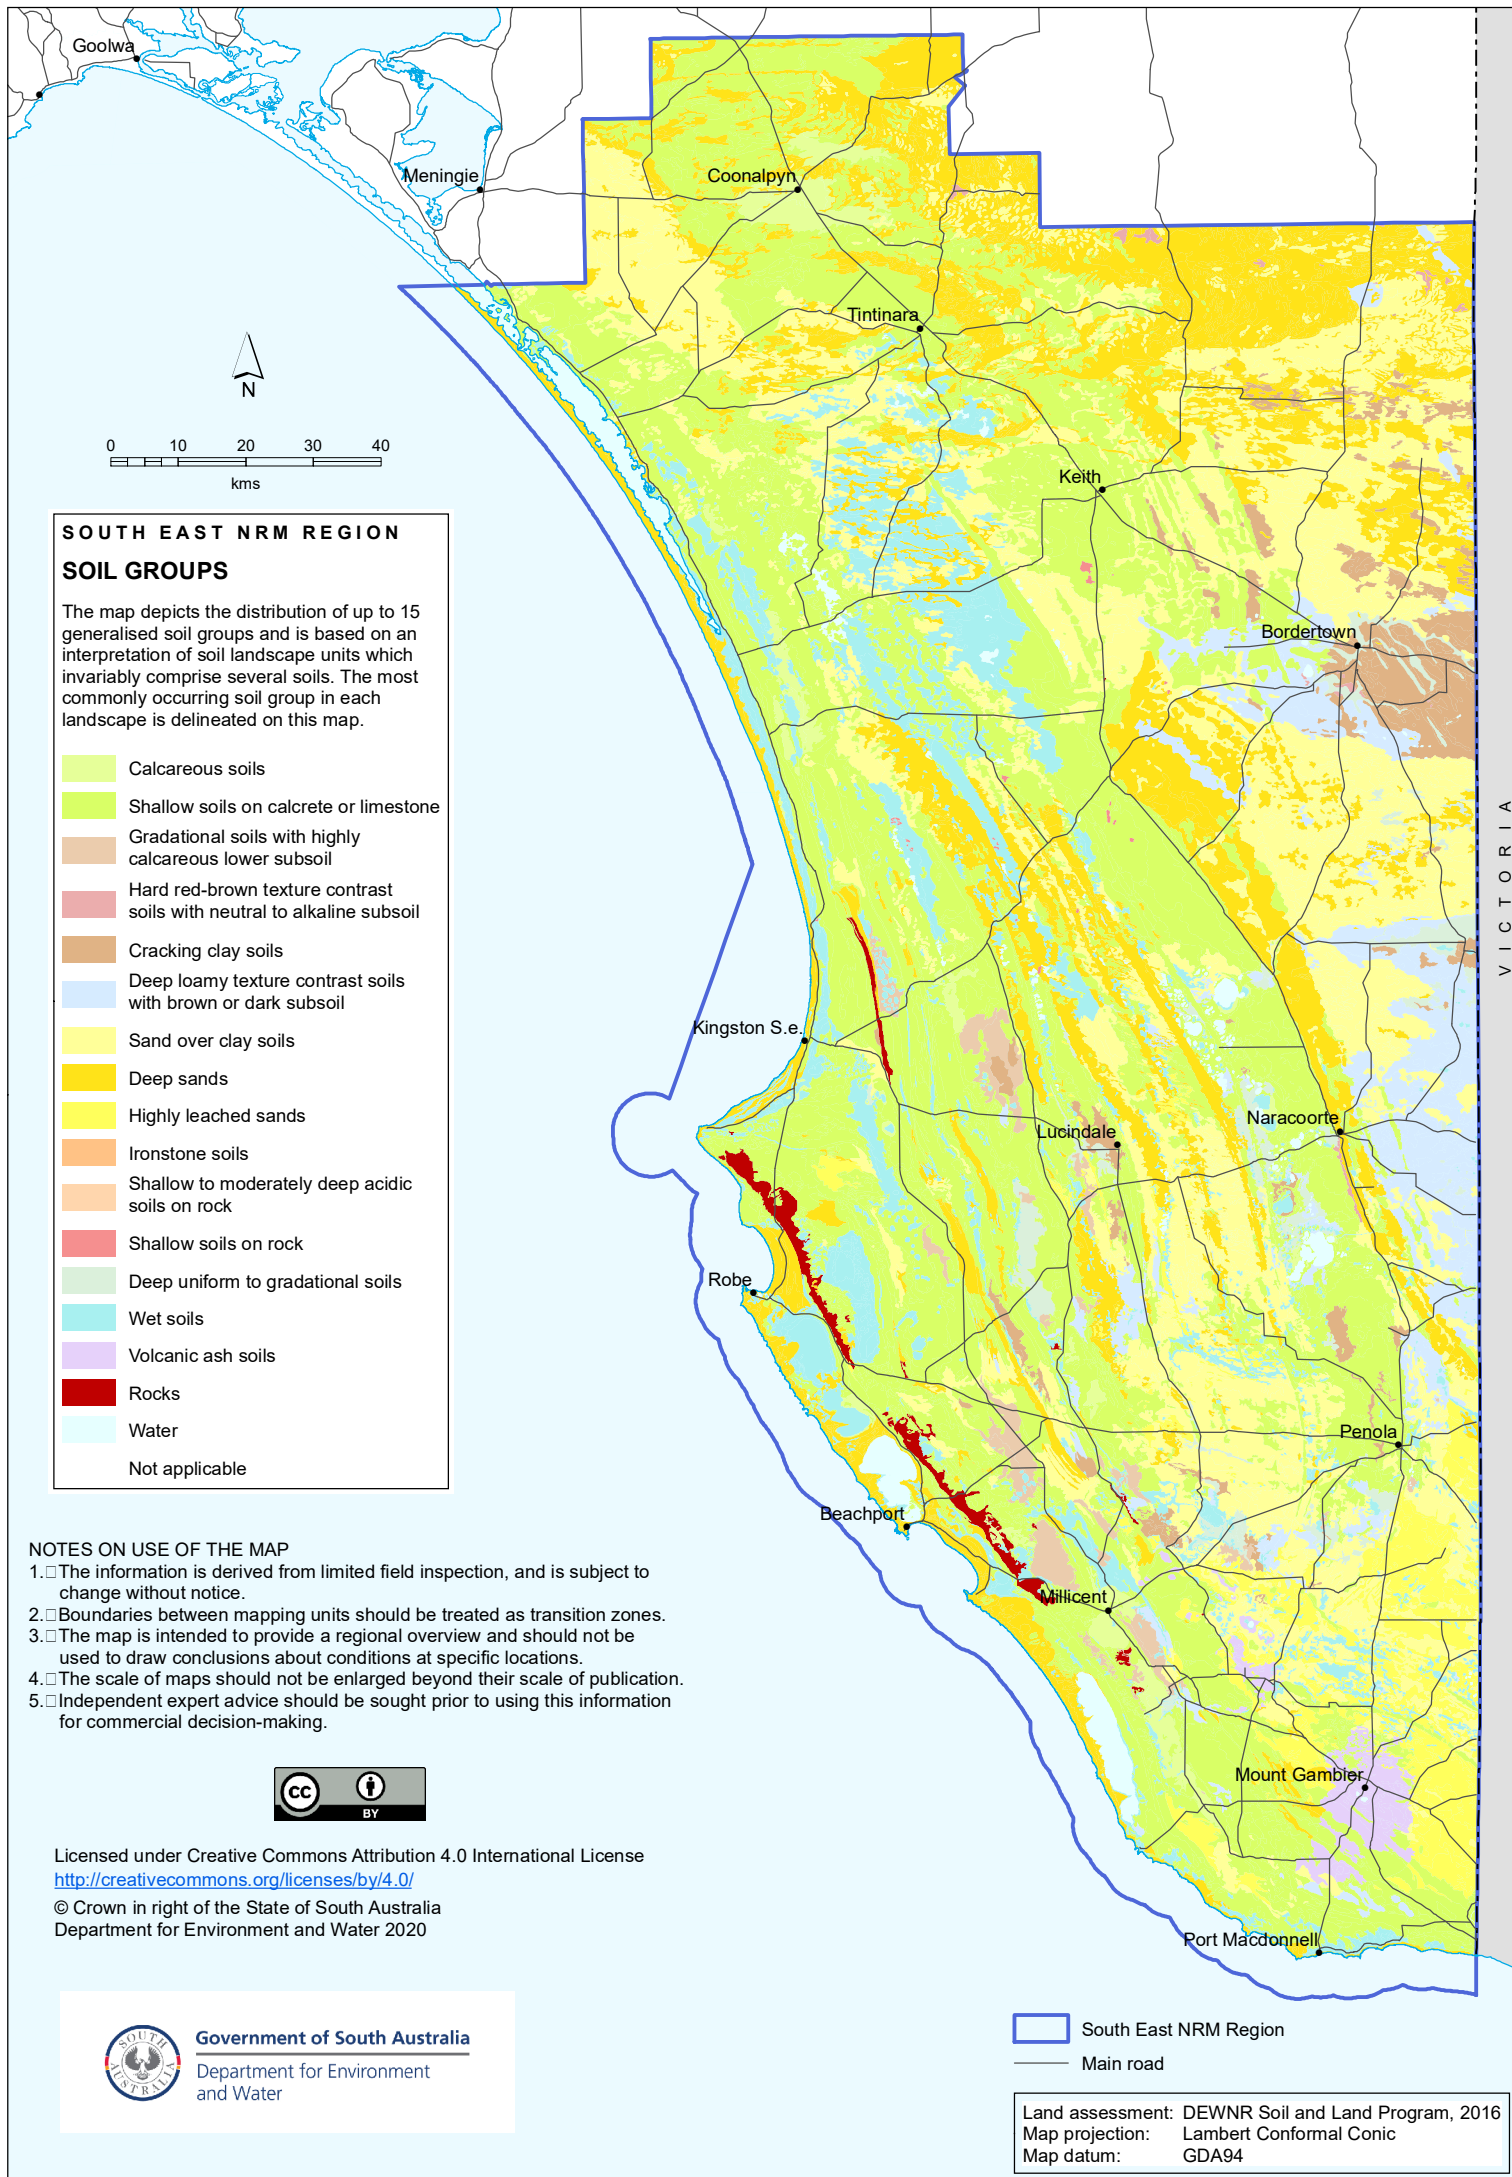 Goolwa
Meningie
Coonalpyn
Tintinara
N
0 10 20 30 40
kms
Keith
Bordertown
VICTORIA
Kingston S.e.
Lucindale
Naracoorte
Robe
Penola
Beachport
Millicent
Mount Gambier
Port Macdonnell
SOUTH EAST NRM REGION
SOIL GROUPS
The map depicts the distribution of up to 15
generalised soil groups and is based on an
interpretation of soil landscape units which
invariably comprise several soils. The most
commonly occurring soil group in each
landscape is delineated on this map.
Calcareous soils
Shallow soils on calcrete or limestone
Gradational soils with highly
calcareous lower subsoil
Hard red-brown texture contrast
soils with neutral to alkaline subsoil
Cracking clay soils
Deep loamy texture contrast soils
with brown or dark subsoil
Sand over clay soils
Deep sands
Highly leached sands
Ironstone soils
Shallow to moderately deep acidic
soils on rock
Shallow soils on rock
Deep uniform to gradational soils
Wet soils
Volcanic ash soils
Rocks
Water
Not applicable
NOTES ON USE OF THE MAP
1.□The information is derived from limited field inspection, and is subject to
change without notice.
2.□Boundaries between mapping units should be treated as transition zones.
3.□The map is intended to provide a regional overview and should not be
used to draw conclusions about conditions at specific locations.
4.□The scale of maps should not be enlarged beyond their scale of publication.
5.□Independent expert advice should be sought prior to using this information
for commercial decision-making.
cc
BY
Licensed under Creative Commons Attribution 4.0 International License
http://creativecommons.org/licenses/by/4.0/
© Crown in right of the State of South Australia
Department for Environment and Water 2020
SOUTH AUSTRALIA
Government of South Australia
Department for Environment
and Water
South East NRM Region
Main road
Land assessment: DEWNR Soil and Land Program, 2016
Map projection: Lambert Conformal Conic
Map datum: GDA94